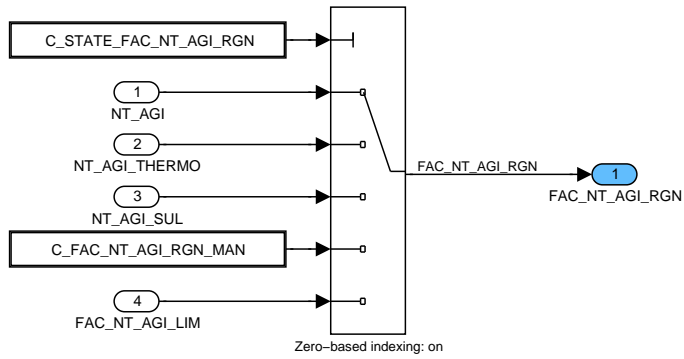 C_STATE_FAC_NT_AGI_RGN
1
NT_AGI
2
NT_AGI_THERMO
3
NT_AGI_SUL
C_FAC_NT_AGI_RGN_MAN
4
FAC_NT_AGI_LIM
FAC_NT_AGI_RGN
1
FAC_NT_AGI_RGN
Zero−based indexing: on